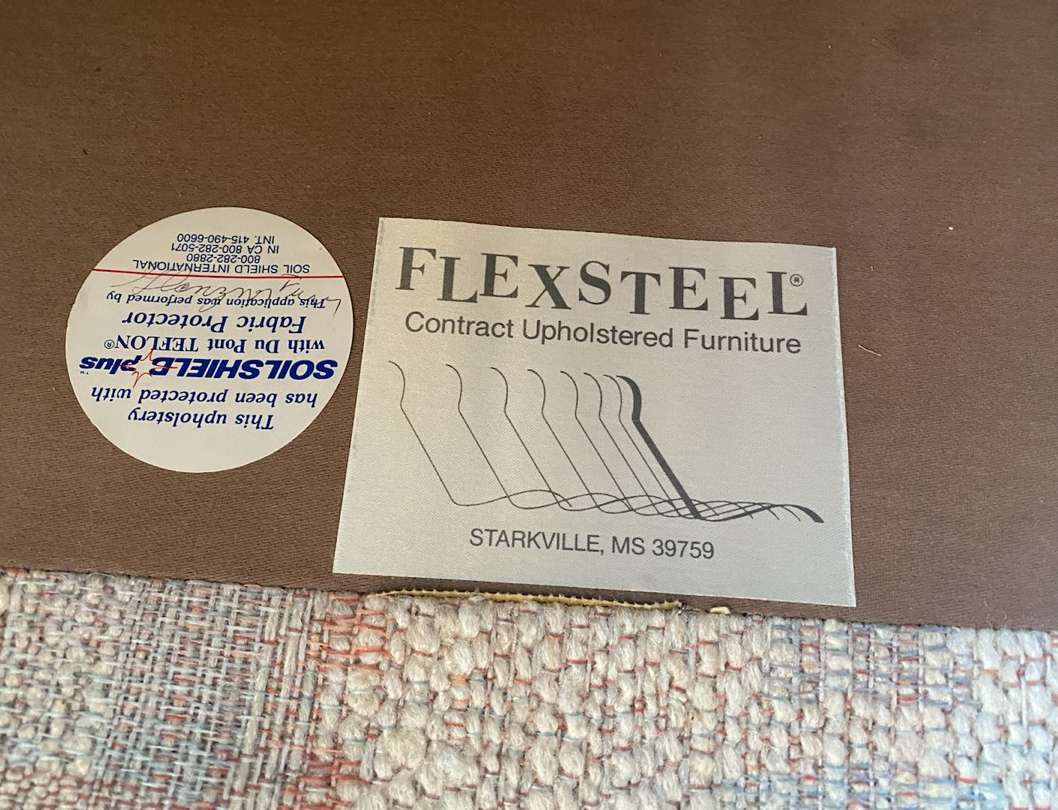 This upholstery
has been protected with
SOILSHIELD plus™
with Du Pont TEFLON®
Fabric Protector
This application was performed by
SOIL SHIELD INTERNATIONAL
800-282-2880
IN CA 800-282-5071
INT. 415-490-6600
FLEXSTEEL®
Contract Upholstered Furniture
STARKVILLE, MS 39759